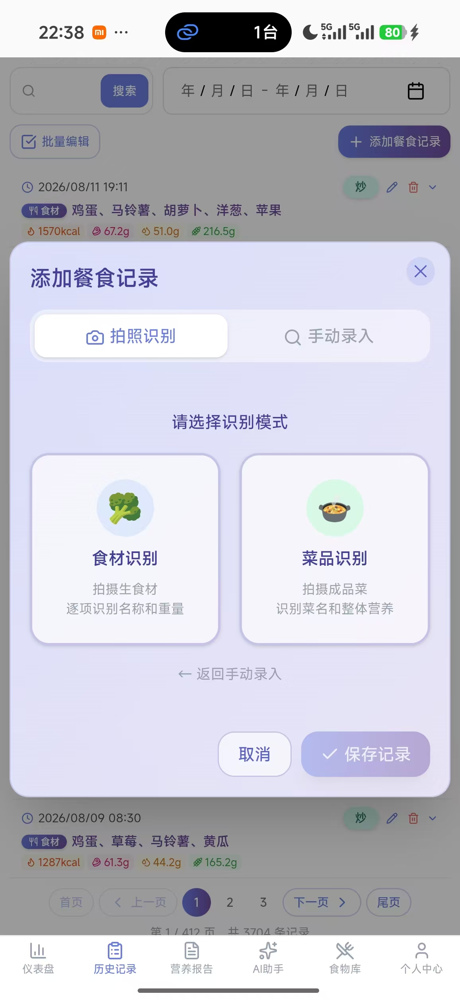 22:38
1台
5G 5G 80
搜索
年 / 月 / 日 - 年 / 月 / 日
批量编辑
添加餐食记录
2026/08/11 19:11
炒
食材 鸡蛋、马铃薯、胡萝卜、洋葱、苹果
1570kcal 67.2g 51.0g 216.5g
添加餐食记录
拍照识别
手动录入
请选择识别模式
食材识别
拍摄生食材
逐项识别名称和重量
菜品识别
拍摄成品菜
识别菜名和整体营养
← 返回手动录入
取消
保存记录
2026/08/09 08:30
炒
食材 鸡蛋、草莓、马铃薯、黄瓜
1287kcal 61.3g 44.2g 165.2g
首页 上一页 1 2 3 下一页 尾页
第 1 / 412 页 共 3704 条记录
仪表盘 历史记录 营养报告 AI助手 食物库 个人中心